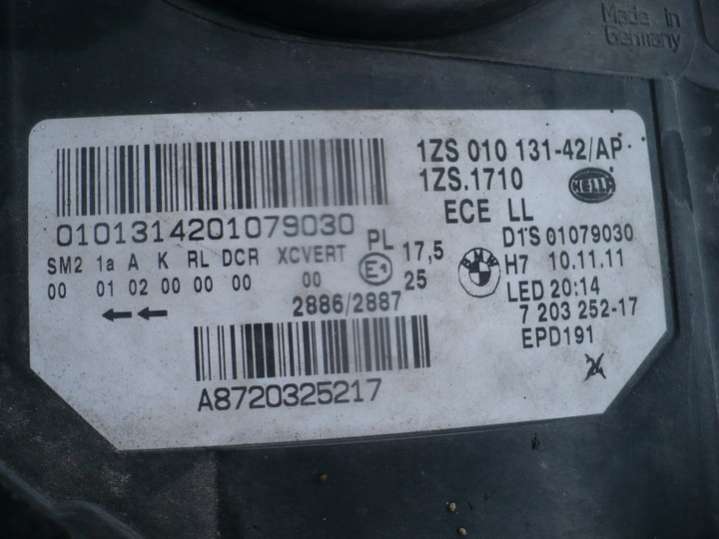 Made in
Germany
1ZS 010 131-42/AP
1ZS.1710
HELLA
ECE LL
0101314201079030
SM2 1a A K RL DCR XCVERT PL 17,5
00 01 02 00 00 00 00 E1 25
2886/2887
BMW
D1S 01079030
H7 10.11.11
LED 20:14
7 203 252-17
EPD191
A8720325217